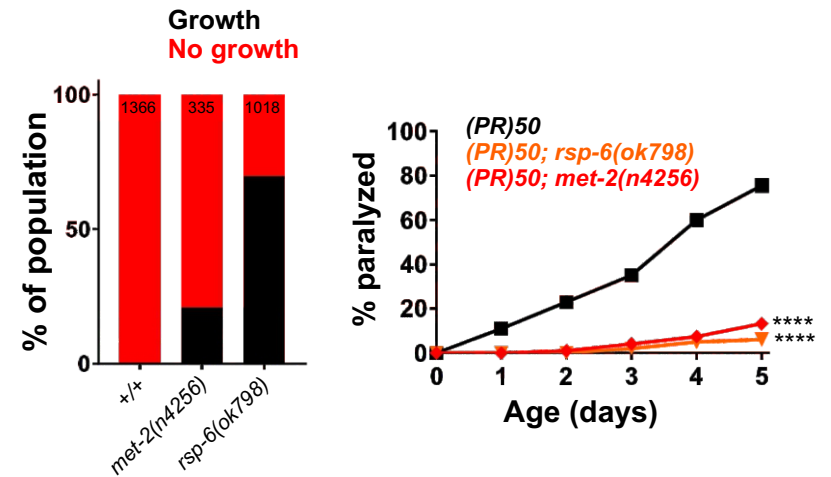 Growth
No growth
% of population
100
50
0
1366
335
1018
+/+
met-2(n4256)
rsp-6(ok798)
% paralyzed
100
80
60
40
20
0
(PR)50
(PR)50; rsp-6(ok798)
(PR)50; met-2(n4256)
****
****
0 1 2 3 4 5
Age (days)